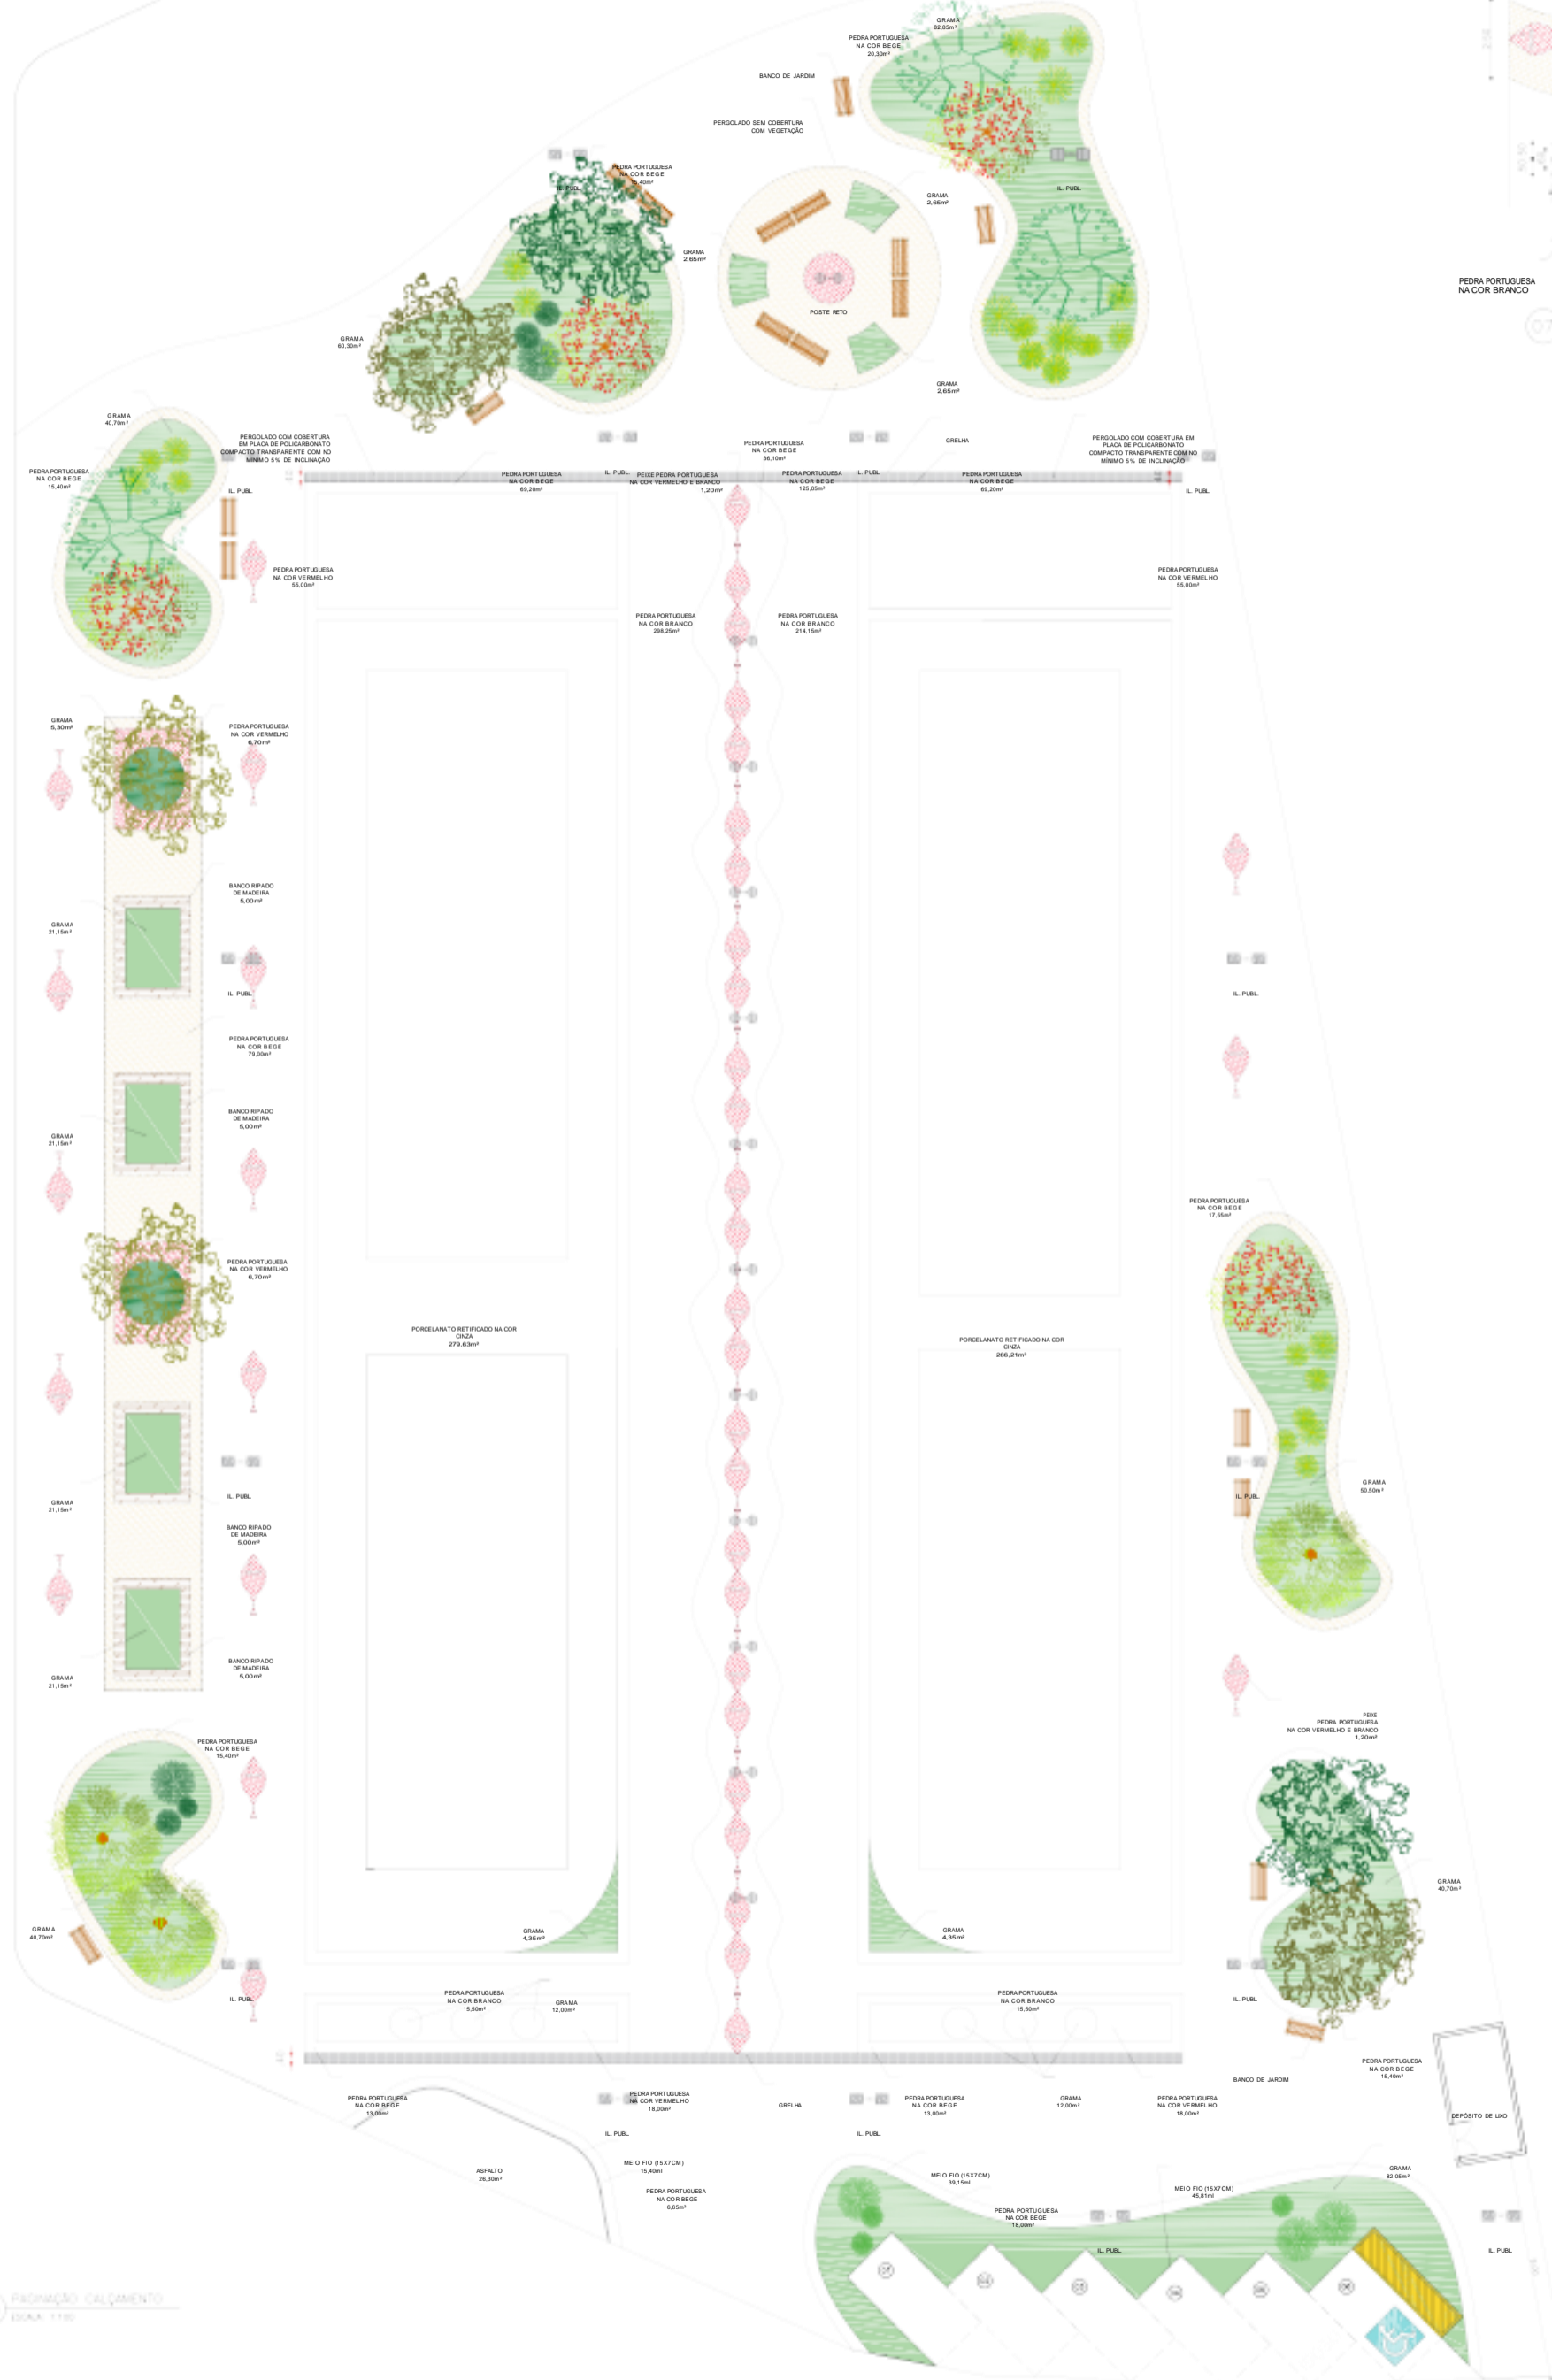 GRAMA
82,85m²
PEDRA PORTUGUESA
NA COR BEGE
20,30m²
BANCO DE JARDIM
PERGOLADO SEM COBERTURA
COM VEGETAÇÃO
PEDRA PORTUGUESA
NA COR BEGE
15,40m²
IL. PUBL.
IL. PUBL.
GRAMA
2,65m²
GRAMA
2,65m²
PEDRA PORTUGUESA
NA COR BRANCO
POSTE RETO
GRAMA
60,30m²
GRAMA
2,65m²
GRAMA
40,70m²
PERGOLADO COM COBERTURA
EM PLACA DE POLICARBONATO
COMPACTO TRANSPARENTE COM NO
MÍNIMO 5% DE INCLINAÇÃO
PEDRA PORTUGUESA
NA COR BEGE
36,10m²
GRELHA
PERGOLADO COM COBERTURA EM
PLACA DE POLICARBONATO
COMPACTO TRANSPARENTE COM NO
MÍNIMO 5% DE INCLINAÇÃO
PEDRA PORTUGUESA
NA COR BEGE
15,40m²
IL. PUBL.
PEDRA PORTUGUESA
NA COR BEGE
69,20m²
IL. PUBL.
PEIXE PEDRA PORTUGUESA
NA COR VERMELHO E BRANCO
1,20m²
PEDRA PORTUGUESA
NA COR BEGE
125,05m²
IL. PUBL.
PEDRA PORTUGUESA
NA COR BEGE
69,20m²
IL. PUBL.
PEDRA PORTUGUESA
NA COR VERMELHO
55,00m²
PEDRA PORTUGUESA
NA COR VERMELHO
55,00m²
PEDRA PORTUGUESA
NA COR BRANCO
298,25m²
PEDRA PORTUGUESA
NA COR BRANCO
214,15m²
GRAMA
5,30m²
PEDRA PORTUGUESA
NA COR VERMELHO
6,70m²
BANCO RIPADO
DE MADEIRA
5,00m²
GRAMA
21,15m²
IL. PUBL.
IL. PUBL.
PEDRA PORTUGUESA
NA COR BEGE
79,00m²
BANCO RIPADO
DE MADEIRA
5,00m²
GRAMA
21,15m²
PEDRA PORTUGUESA
NA COR BEGE
17,55m²
PEDRA PORTUGUESA
NA COR VERMELHO
6,70m²
PORCELANATO RETIFICADO NA COR
CINZA
279,63m²
PORCELANATO RETIFICADO NA COR
CINZA
266,21m²
GRAMA
50,50m²
GRAMA
21,15m²
IL. PUBL.
IL. PUBL.
BANCO RIPADO
DE MADEIRA
5,00m²
BANCO RIPADO
DE MADEIRA
5,00m²
GRAMA
21,15m²
PEIXE
PEDRA PORTUGUESA
NA COR VERMELHO E BRANCO
1,20m²
PEDRA PORTUGUESA
NA COR BEGE
15,40m²
GRAMA
40,70m²
GRAMA
40,70m²
GRAMA
4,35m²
GRAMA
4,35m²
IL. PUBL.
PEDRA PORTUGUESA
NA COR BRANCO
15,50m²
GRAMA
12,00m²
PEDRA PORTUGUESA
NA COR BRANCO
15,50m²
IL. PUBL.
PEDRA PORTUGUESA
NA COR BEGE
15,40m²
BANCO DE JARDIM
PEDRA PORTUGUESA
NA COR BEGE
13,00m²
PEDRA PORTUGUESA
NA COR VERMELHO
18,00m²
GRELHA
PEDRA PORTUGUESA
NA COR BEGE
13,00m²
GRAMA
12,00m²
PEDRA PORTUGUESA
NA COR VERMELHO
18,00m²
DEPÓSITO DE LIXO
IL. PUBL.
IL. PUBL.
ASFALTO
26,30m²
MEIO FIO (15X7CM)
15,40ml
PEDRA PORTUGUESA
NA COR BEGE
6,65m²
MEIO FIO (15X7CM)
39,15ml
MEIO FIO (15X7CM)
45,81ml
GRAMA
82,05m²
PEDRA PORTUGUESA
NA COR BEGE
18,00m²
IL. PUBL.
IL. PUBL.
PAGINAÇÃO CALÇAMENTO